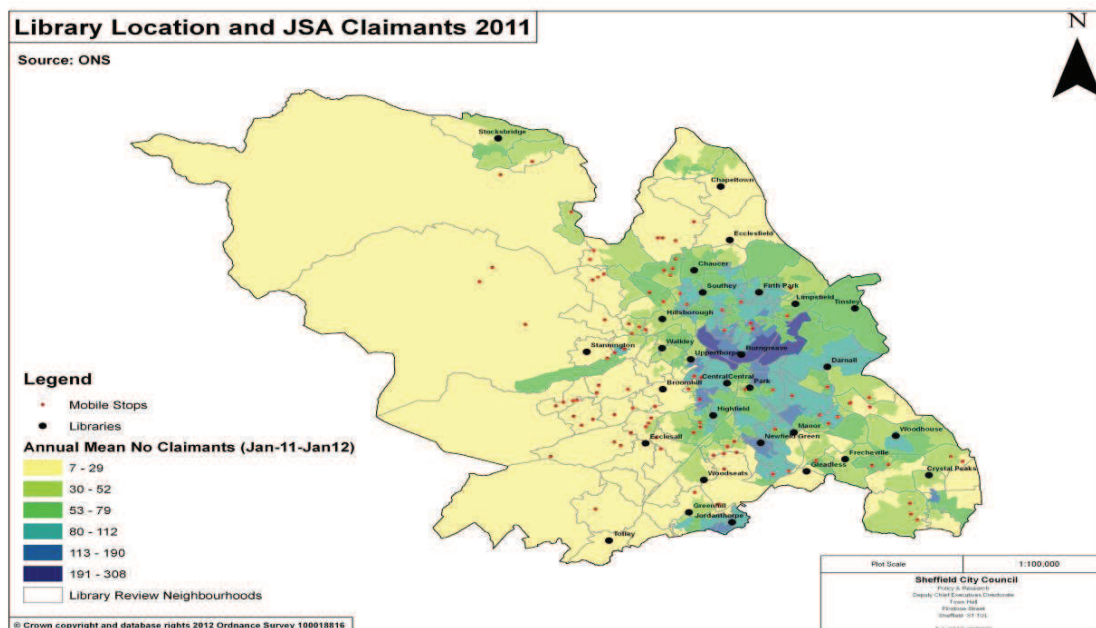 Library Location and JSA Claimants 2011
N
Source: ONS
Stocksbridge
Chapeltown
Ecclesfield
Chaucer
Southey
Firth Park
Limpsfield
Tinsley
Hillsborough
Stannington
Walkley
Upperthorpe
Burngreave
Darnall
CentralCentral
Broomhill
Park
Highfield
Manor
Ecclesall
Newfield Green
Woodhouse
Frecheville
Gleadless
Crystal Peaks
Woodseats
Greenhill
Jordanthorpe
Totley
Legend
Mobile Stops
Libraries
Annual Mean No Claimants (Jan-11-Jan12)
7 - 29
30 - 52
53 - 79
80 - 112
113 - 190
191 - 308
Library Review Neighbourhoods
© Crown copyright and database rights 2012 Ordnance Survey 100018816
Plot Scale 1:100,000
Sheffield City Council
Policy & Research
Deputy Chief Executives Directorate
Town Hall
Pinstone Street
Sheffield